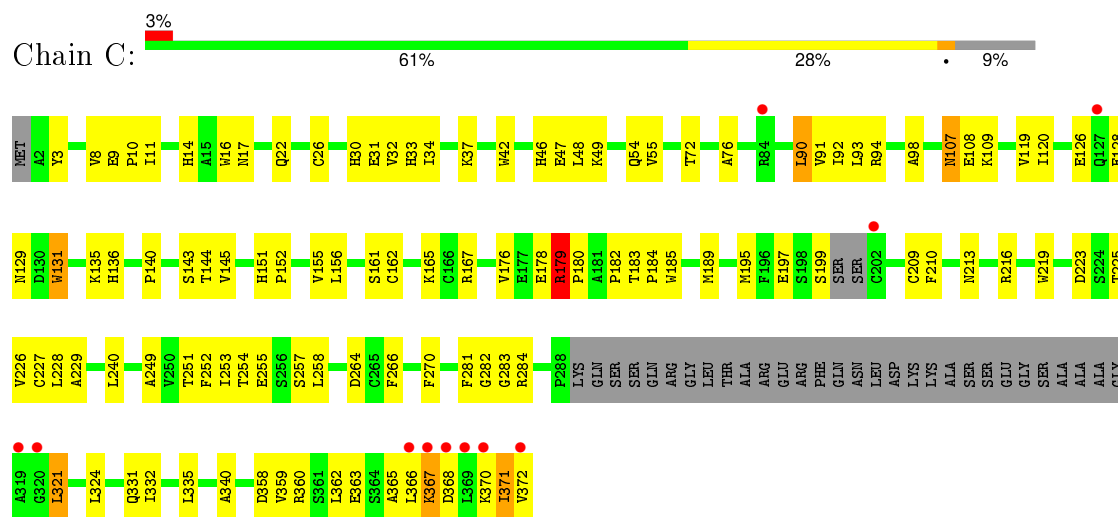 3%
Chain C:
61% 28% • 9%
MET A2 Y3 V8 E9 P10 I11 H14 A15 W16 N17 Q22 C26 H30 E31 V32 H33 I34 K37 W42 H46 E47 L48 K49 Q54 V55 T72 A76 R84 L90 V91 I92 L93 R94 A98 N107 E108 K109 V119 I120 E126 Q127
N129 D130 W131 K135 H136 P140 S143 T144 V145 H151 P152 V155 L156 S161 C162 K165 C166 R167 V176 E178 E177 R179 P180 A181 P182 T183 P184 W185 M189 M195 F196 E197 S198 S199 SER SER C202 C209 F210 N213 R216 W219 D223 S224
V226 C227 L228 A229 L240 A249 V250 T251 F252 I253 T254 E255 S256 S257 L258 D264 C265 F266 F270 F281 G282 G283 R284 P288 LYS GLN SER SER GLN ARG GLY LEU THR ALA ARG GLU ARG PHE GLN ASN LEU ASP LYS LYS ALA SER SER GLU GLY SER ALA ALA ALA
A319 G320 L321 L324 Q331 I332 L335 A340 D358 V359 R360 S361 L362 E363 S364 A365 L366 K367 D368 L369 K370 I371 V372